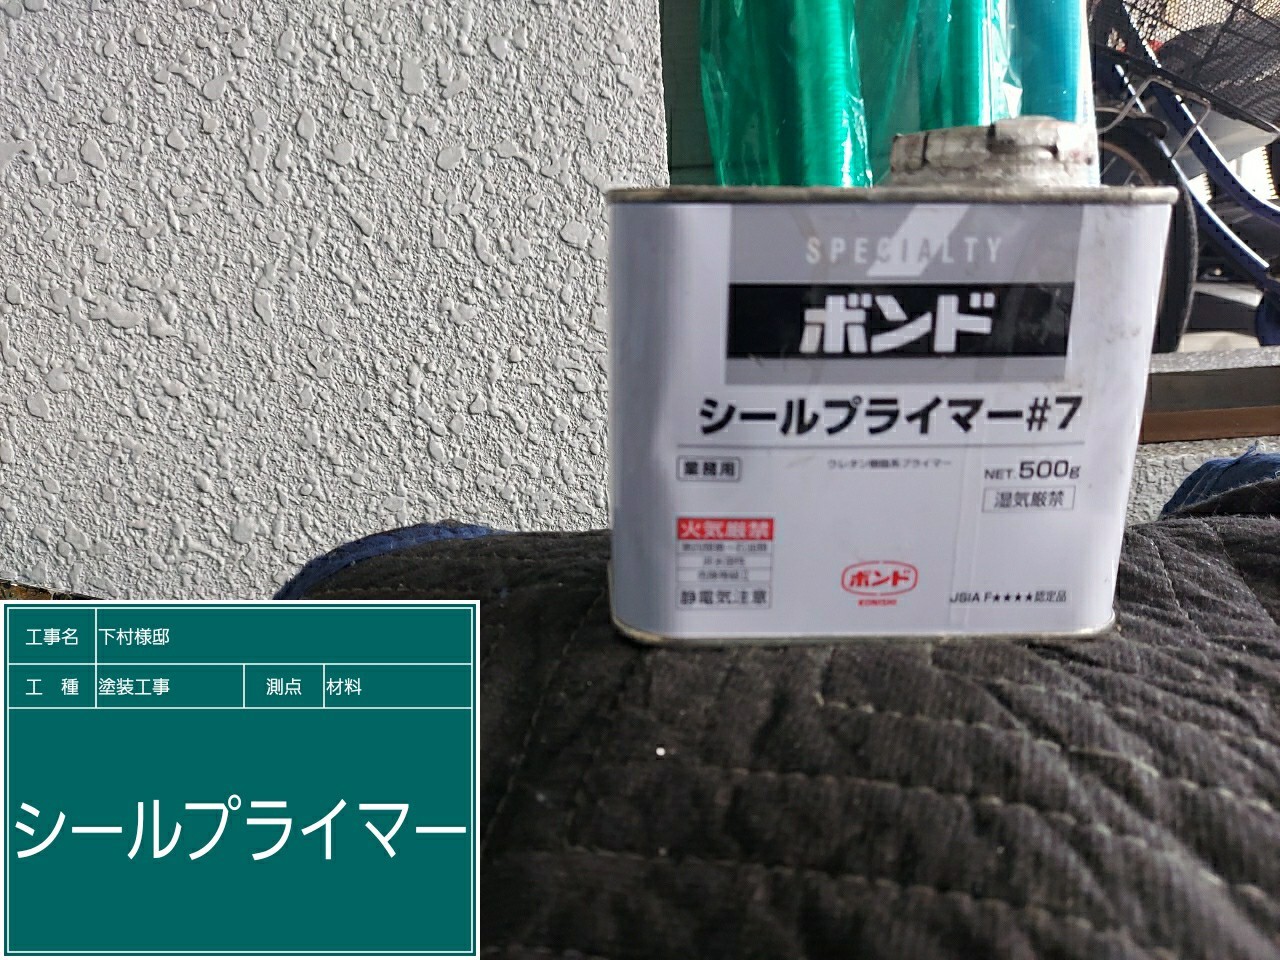 SPECIALTY
ボンド
シールプライマー#7
業務用
ウレタン樹脂系プライマー
NET.500g
湿気厳禁
火気厳禁
静電気注意
ボンド
KONISHI
JSIA F★★★★認定品
工事名 下村様邸
工 種 塗装工事 測点 材料
シールプライマー